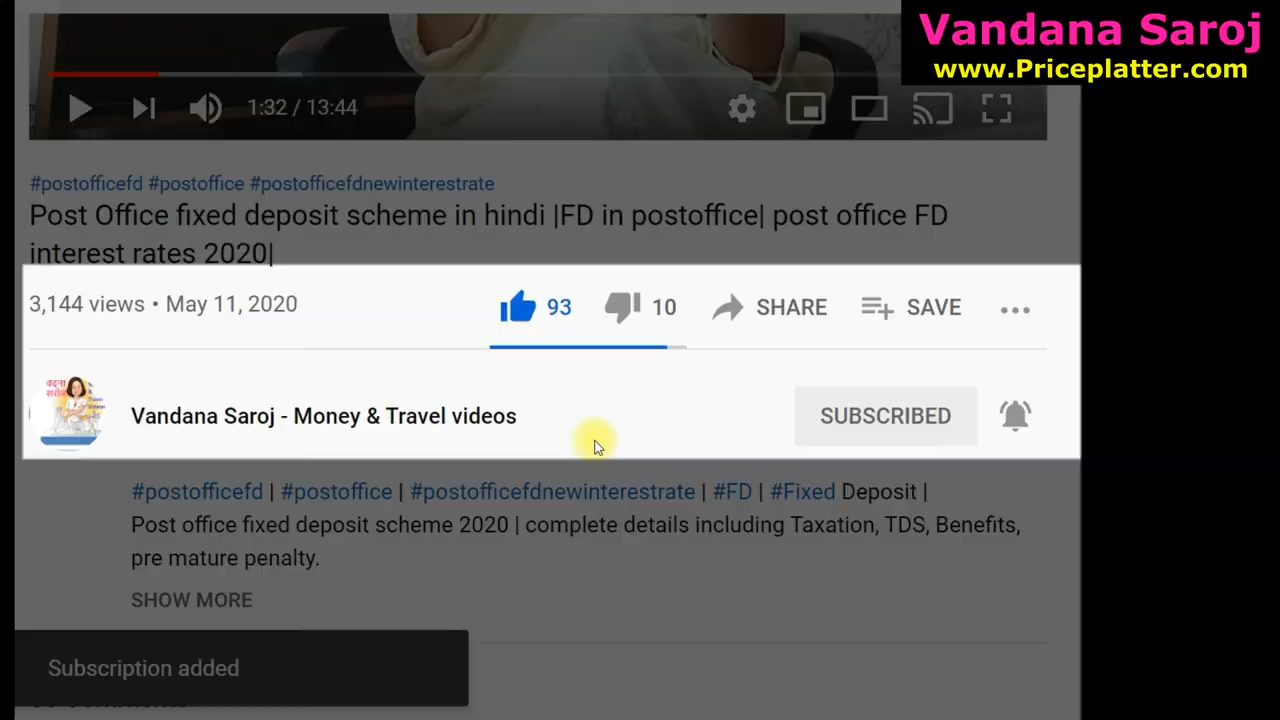 Vandana Saroj
www.Priceplatter.com
1:32 / 13:44
#postofficefd #postoffice #postofficefdnewinterestrate
Post Office fixed deposit scheme in hindi |FD in postoffice| post office FD
interest rates 2020|
3,144 views • May 11, 2020 93 10 SHARE SAVE
वंदना
सरोज
Vandana Saroj - Money & Travel videos SUBSCRIBED
#postofficefd | #postoffice | #postofficefdnewinterestrate | #FD | #Fixed Deposit |
Post office fixed deposit scheme 2020 | complete details including Taxation, TDS, Benefits,
pre mature penalty.
SHOW MORE
Subscription added